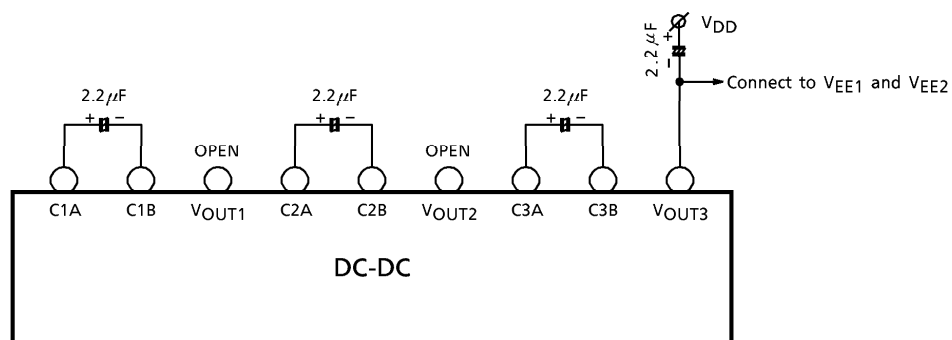 VDD
2.2μF
+
−
Connect to VEE1 and VEE2
2.2μF 2.2μF 2.2μF
+ − + − + −
OPEN OPEN
C1A C1B VOUT1 C2A C2B VOUT2 C3A C3B VOUT3
DC-DC